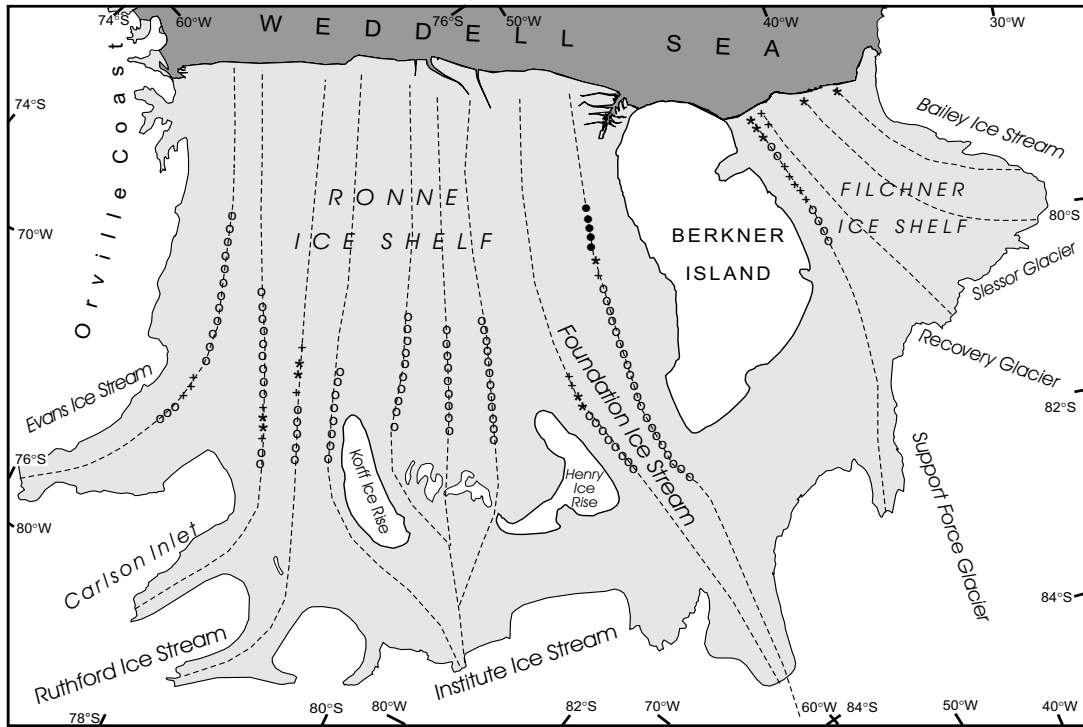 74°S 60°W 76°S 50°W 40°W 30°W
WEDDELL SEA
Orville Coast
74°S
70°W
76°S
80°W
Bailey Ice Stream
80°S
Slessor Glacier
Recovery Glacier
82°S
Support Force Glacier
84°S
RONNE
ICE SHELF
FILCHNER
ICE SHELF
BERKNER
ISLAND
Foundation Ice Stream
Evans Ice Stream
Korff Ice Rise
Henry
Ice
Rise
Carlson Inlet
Ruthford Ice Stream
Institute Ice Stream
78°S 80°S 80°W 82°S 70°W 60°W 84°S 50°W 40°W